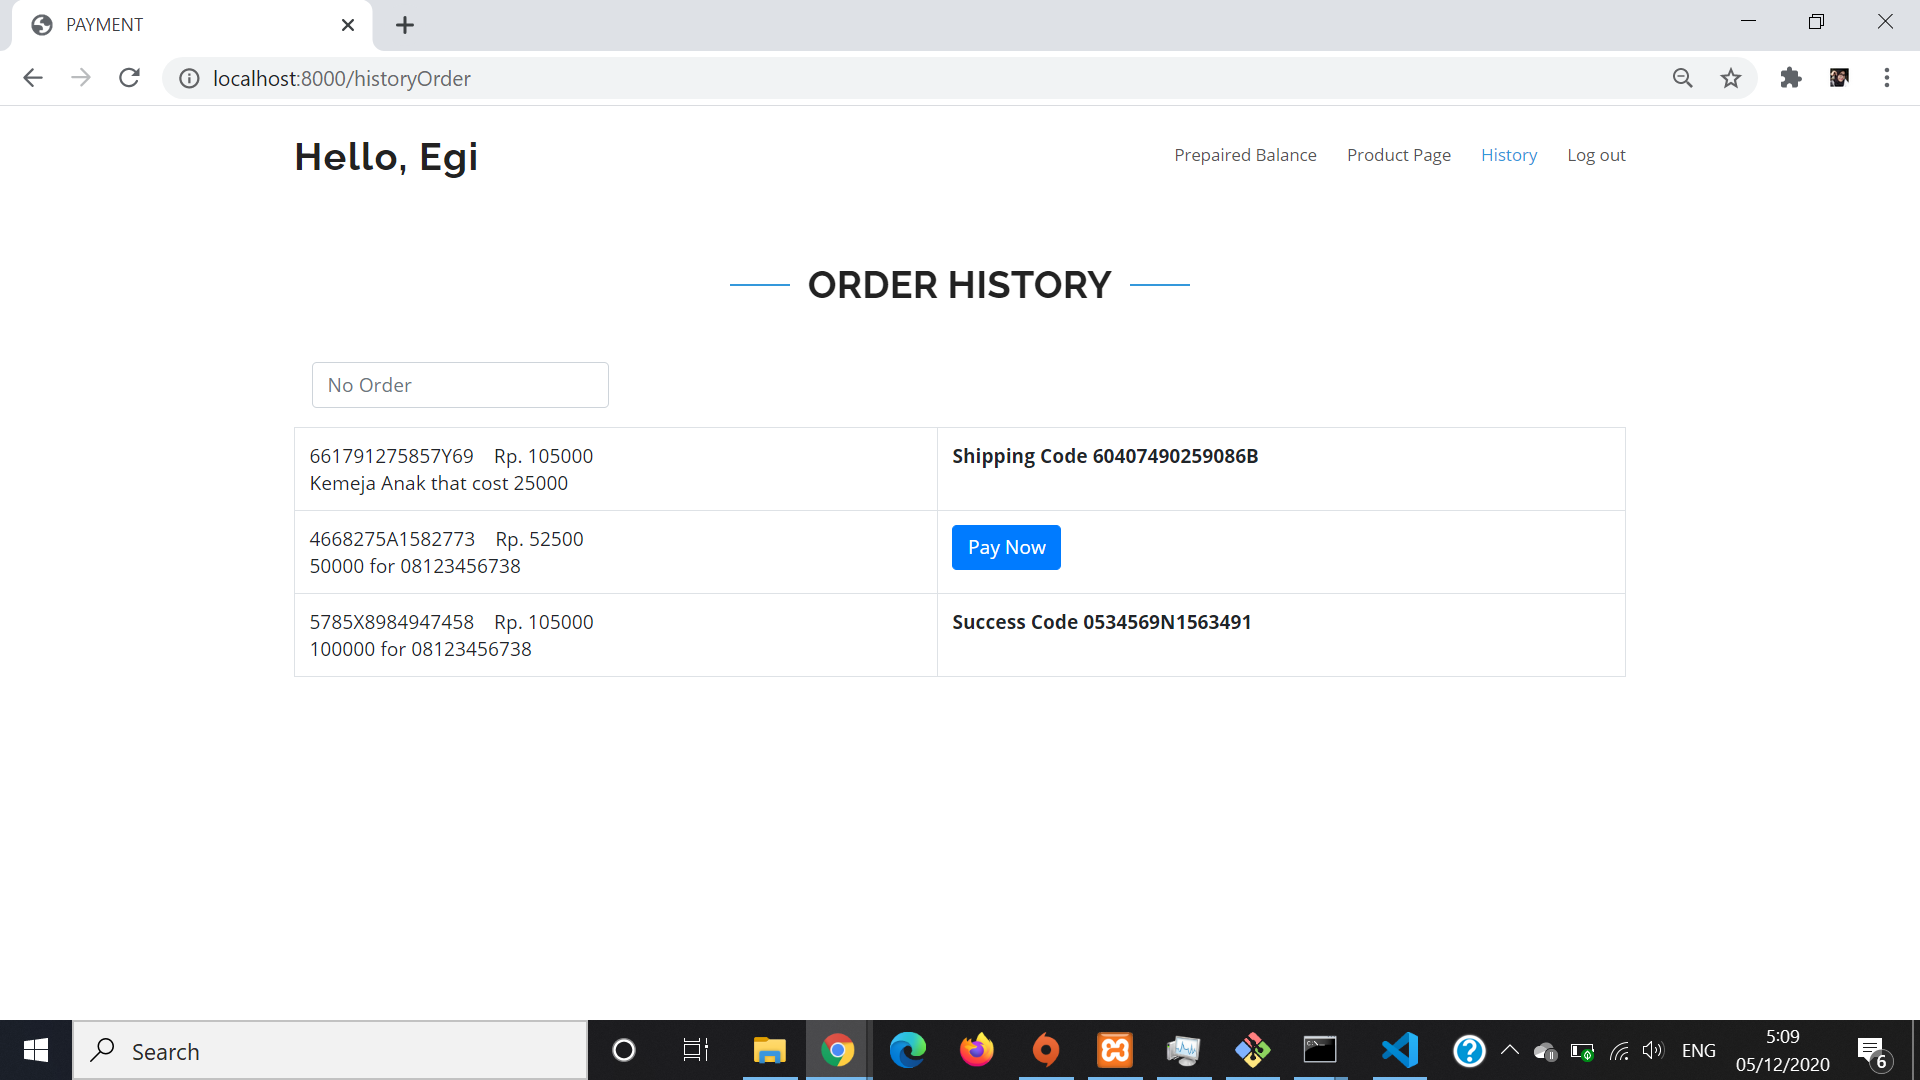 PAYMENT
localhost:8000/historyOrder
Hello, Egi
Prepaired Balance
Product Page
History
Log out
ORDER HISTORY
No Order
661791275857Y69 Rp. 105000
Kemeja Anak that cost 25000
Shipping Code 60407490259086B
4668275A1582773 Rp. 52500
50000 for 08123456738
Pay Now
5785X8984947458 Rp. 105000
100000 for 08123456738
Success Code 0534569N1563491
Search
ENG
5:09
05/12/2020
6